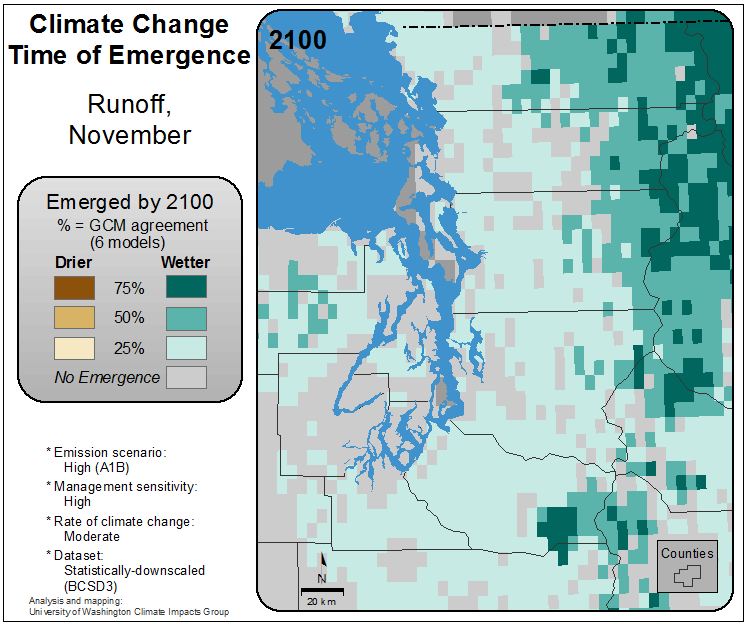 Climate Change
Time of Emergence
Runoff,
November
Emerged by 2100
% = GCM agreement
(6 models)
Drier Wetter
75%
50%
25%
No Emergence
* Emission scenario:
High (A1B)
* Management sensitivity:
High
* Rate of climate change:
Moderate
* Dataset:
Statistically-downscaled
(BCSD3)
Analysis and mapping:
University of Washington Climate Impacts Group
2100
N
20 km
Counties